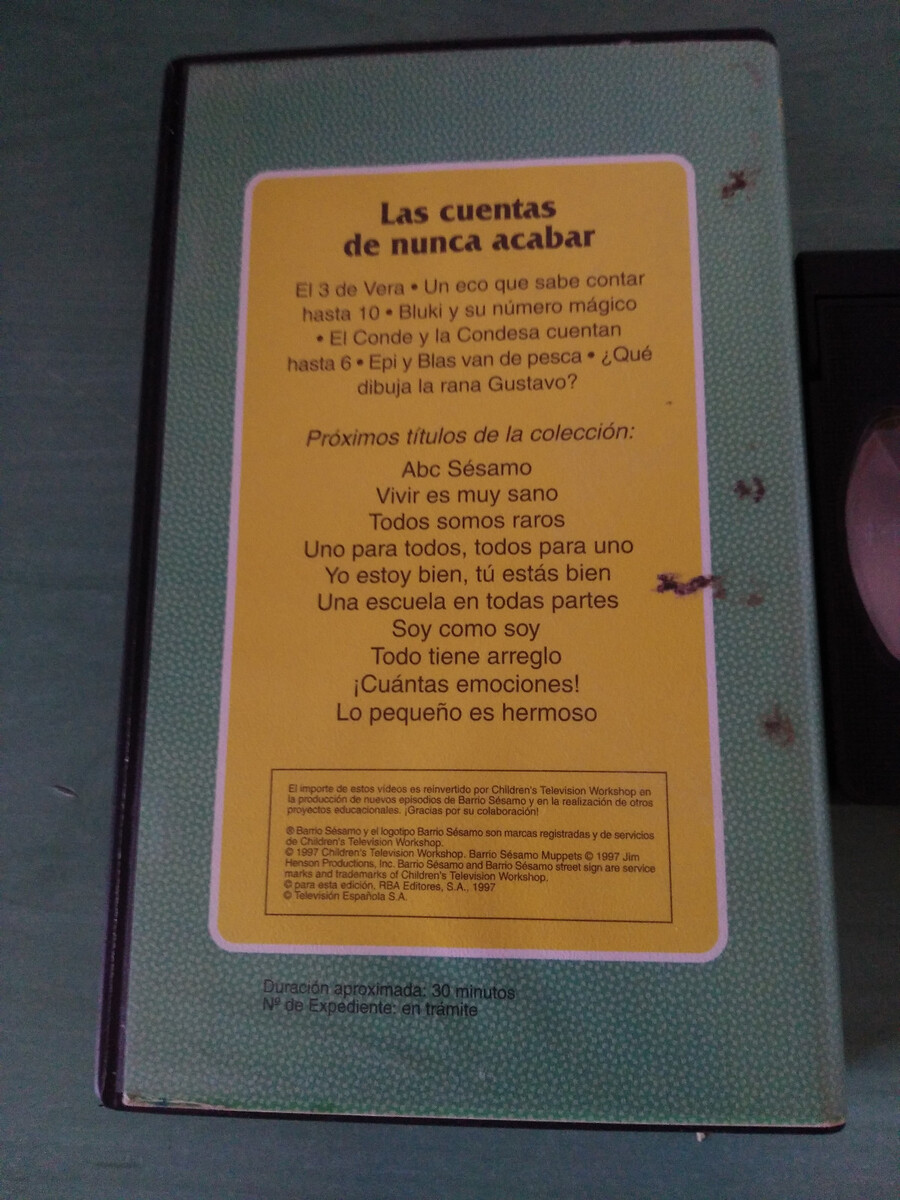 Las cuentas
de nunca acabar
El 3 de Vera • Un eco que sabe contar
hasta 10 • Bluki y su número mágico
• El Conde y la Condesa cuentan
hasta 6 • Epi y Blas van de pesca • ¿Qué
dibuja la rana Gustavo?
Próximos títulos de la colección:
Abc Sésamo
Vivir es muy sano
Todos somos raros
Uno para todos, todos para uno
Yo estoy bien, tú estás bien
Una escuela en todas partes
Soy como soy
Todo tiene arreglo
¡Cuántas emociones!
Lo pequeño es hermoso
El importe de estos vídeos es reinvertido por Children's Television Workshop en
la producción de nuevos episodios de Barrio Sésamo y en la realización de otros
proyectos educacionales. ¡Gracias por su colaboración!
® Barrio Sésamo y el logotipo Barrio Sésamo son marcas registradas y de servicios
de Children's Television Workshop.
© 1997 Children's Television Workshop. Barrio Sésamo Muppets © 1997 Jim
Henson Productions, Inc. Barrio Sésamo and Barrio Sésamo street sign are service
marks and trademarks of Children's Television Workshop.
© para esta edición, RBA Editores, S.A., 1997
© Televisión Española S.A.
Duración aproximada: 30 minutos
Nº de Expediente: en trámite